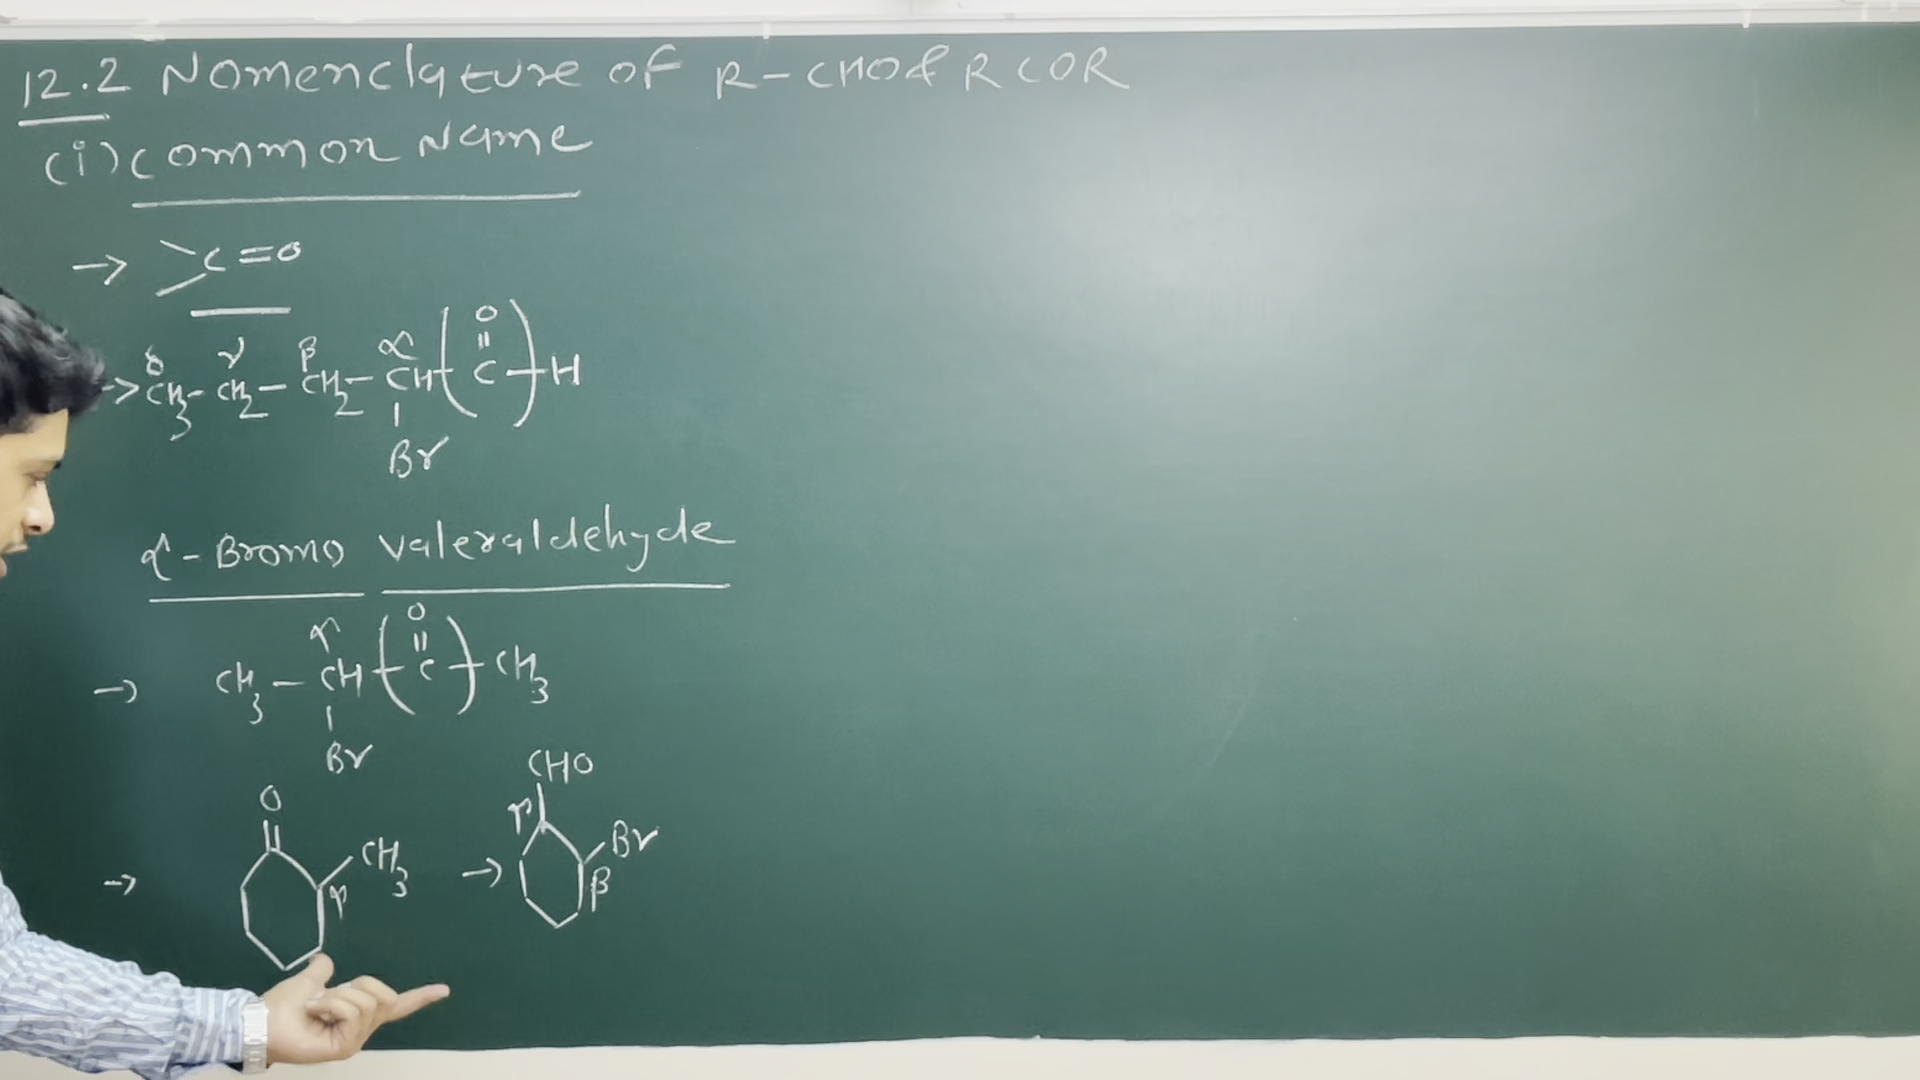 12.2 Nomenclature of R-CHO & RCOR
(i) Common Name
→ >C=O
δ γ β α O
→ CH3-CH2-CH2-CH-(C)-H
Br
α-Bromo valeraldehyde
α O
→ CH3-CH-(C)-CH3
Br
CHO
O α Br
→ CH3 →
α β